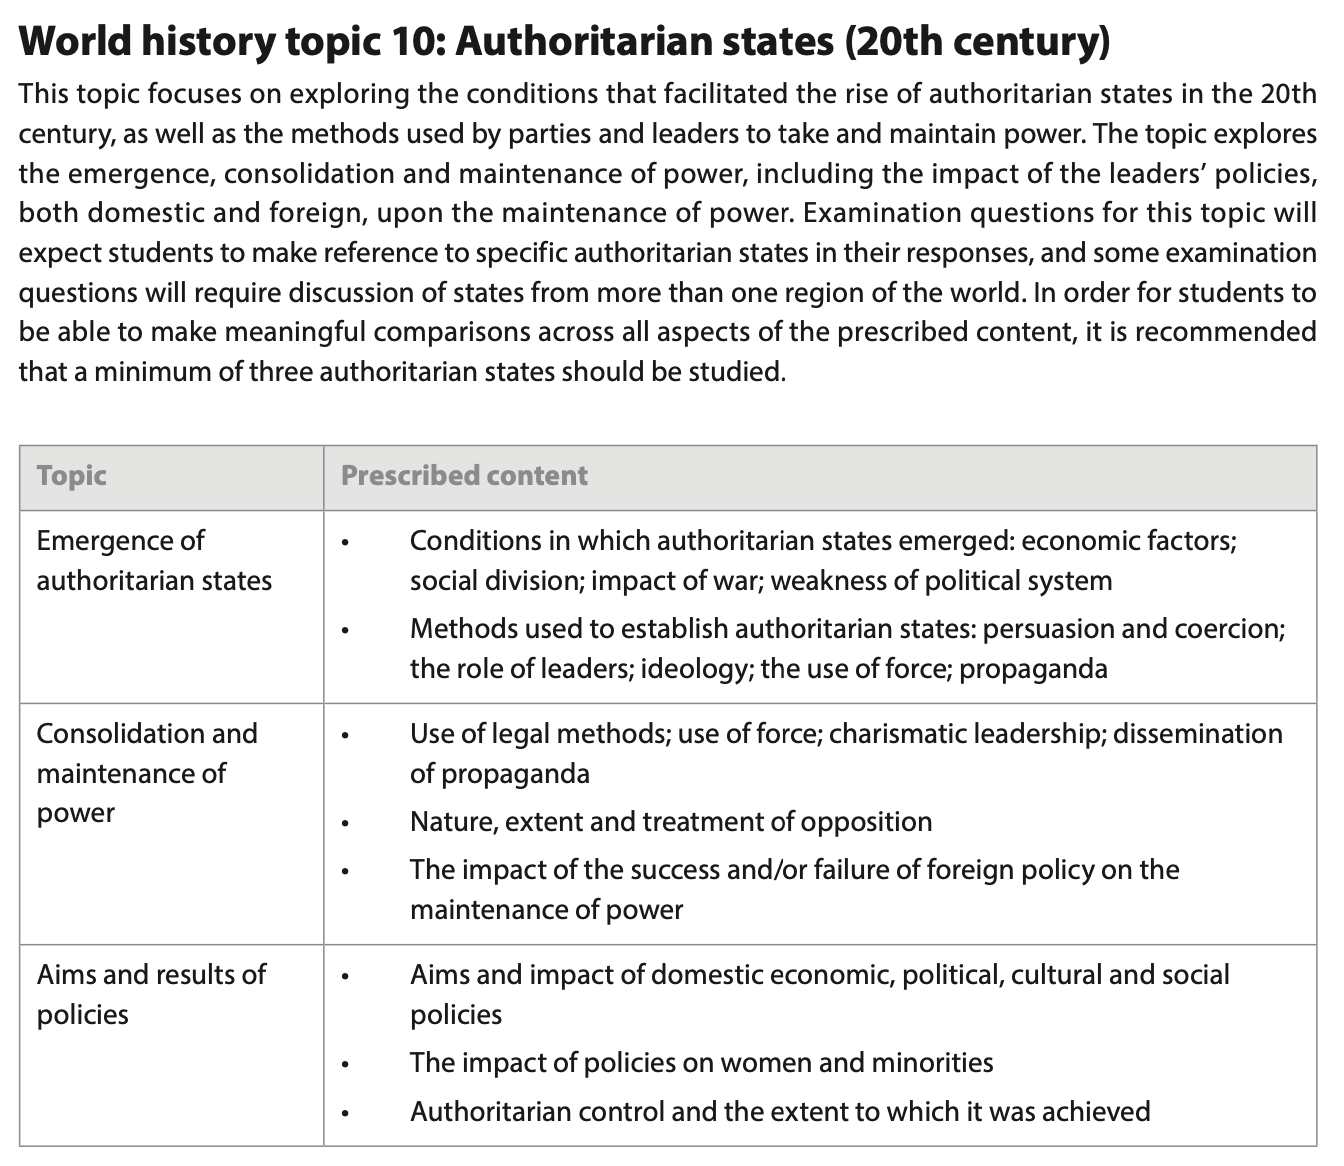 World history topic 10: Authoritarian states (20th century)
This topic focuses on exploring the conditions that facilitated the rise of authoritarian states in the 20th
century, as well as the methods used by parties and leaders to take and maintain power. The topic explores
the emergence, consolidation and maintenance of power, including the impact of the leaders’ policies,
both domestic and foreign, upon the maintenance of power. Examination questions for this topic will
expect students to make reference to specific authoritarian states in their responses, and some examination
questions will require discussion of states from more than one region of the world. In order for students to
be able to make meaningful comparisons across all aspects of the prescribed content, it is recommended
that a minimum of three authoritarian states should be studied.
Topic
Prescribed content
Emergence of
authoritarian states
• Conditions in which authoritarian states emerged: economic factors;
social division; impact of war; weakness of political system
• Methods used to establish authoritarian states: persuasion and coercion;
the role of leaders; ideology; the use of force; propaganda
Consolidation and
maintenance of
power
• Use of legal methods; use of force; charismatic leadership; dissemination
of propaganda
• Nature, extent and treatment of opposition
• The impact of the success and/or failure of foreign policy on the
maintenance of power
Aims and results of
policies
• Aims and impact of domestic economic, political, cultural and social
policies
• The impact of policies on women and minorities
• Authoritarian control and the extent to which it was achieved